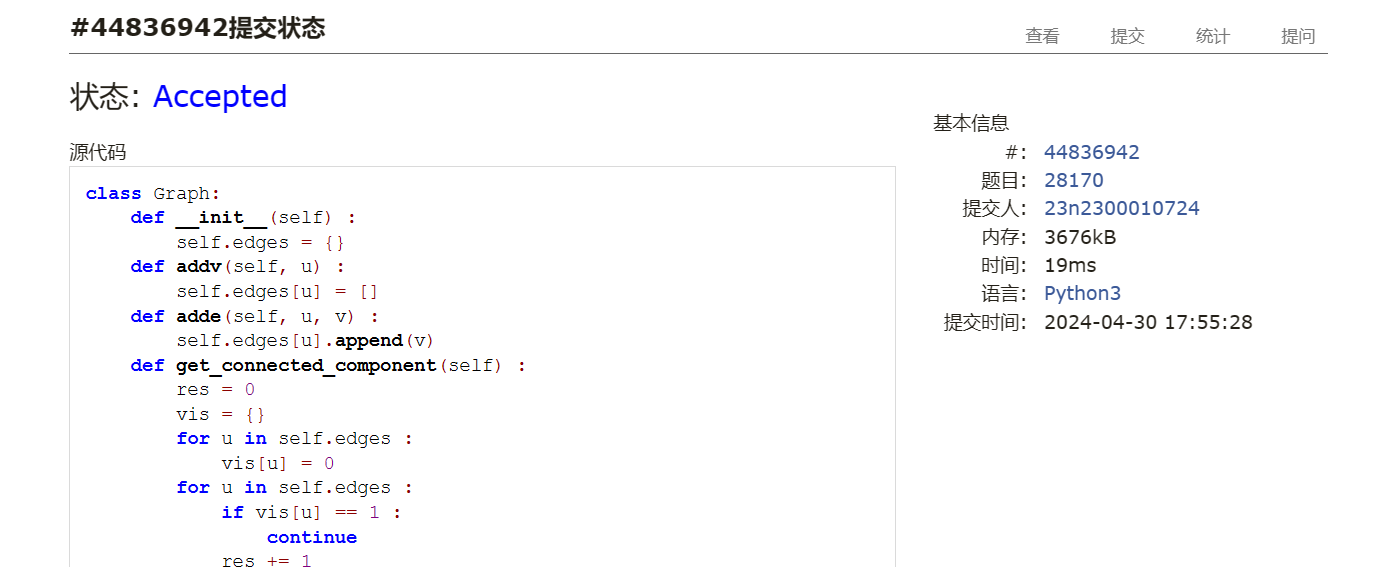 #44836942提交状态
查看 提交 统计 提问
状态: Accepted
源代码
class Graph:
    def __init__(self) :
        self.edges = {}
    def addv(self, u) :
        self.edges[u] = []
    def adde(self, u, v) :
        self.edges[u].append(v)
    def get_connected_component(self) :
        res = 0
        vis = {}
        for u in self.edges :
            vis[u] = 0
        for u in self.edges :
            if vis[u] == 1 :
                continue
            res += 1
基本信息
#: 44836942
题目: 28170
提交人: 23n2300010724
内存: 3676kB
时间: 19ms
语言: Python3
提交时间: 2024-04-30 17:55:28